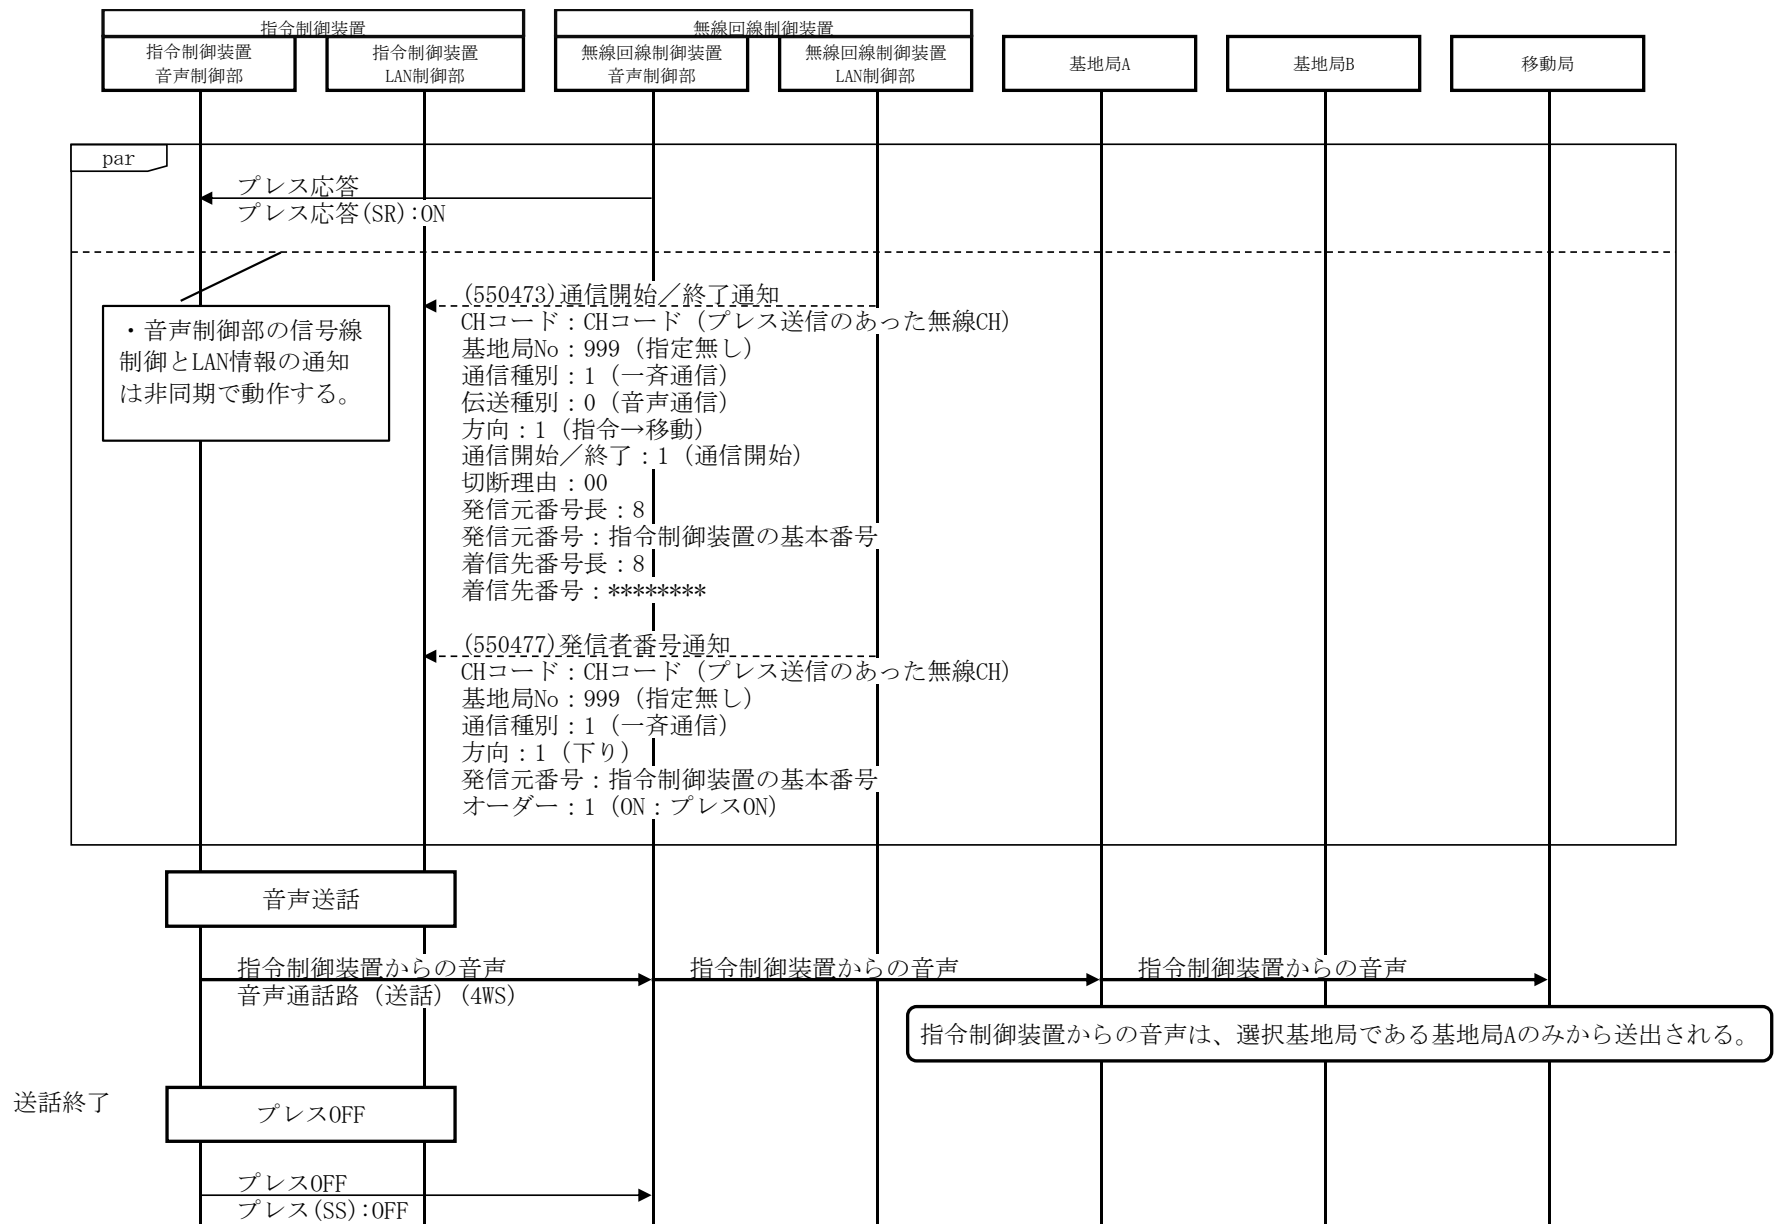 指令制御装置
無線回線制御装置
指令制御装置
音声制御部
指令制御装置
LAN制御部
無線回線制御装置
音声制御部
無線回線制御装置
LAN制御部
基地局A
基地局B
移動局
par
プレス応答
プレス応答(SR):ON
・音声制御部の信号線
制御とLAN情報の通知
は非同期で動作する。
(550473)通信開始／終了通知
CHコード：CHコード（プレス送信のあった無線CH）
基地局No：999（指定無し）
通信種別：1（一斉通信）
伝送種別：0（音声通信）
方向：1（指令→移動）
通信開始／終了：1（通信開始）
切断理由：00
発信元番号長：8
発信元番号：指令制御装置の基本番号
着信先番号長：8
着信先番号：********
(550477)発信者番号通知
CHコード：CHコード（プレス送信のあった無線CH）
基地局No：999（指定無し）
通信種別：1（一斉通信）
方向：1（下り）
発信元番号：指令制御装置の基本番号
オーダー：1（ON：プレスON）
音声送話
指令制御装置からの音声
音声通話路（送話）(4WS)
指令制御装置からの音声
指令制御装置からの音声
指令制御装置からの音声は、選択基地局である基地局Aのみから送出される。
送話終了
プレスOFF
プレスOFF
プレス(SS):OFF